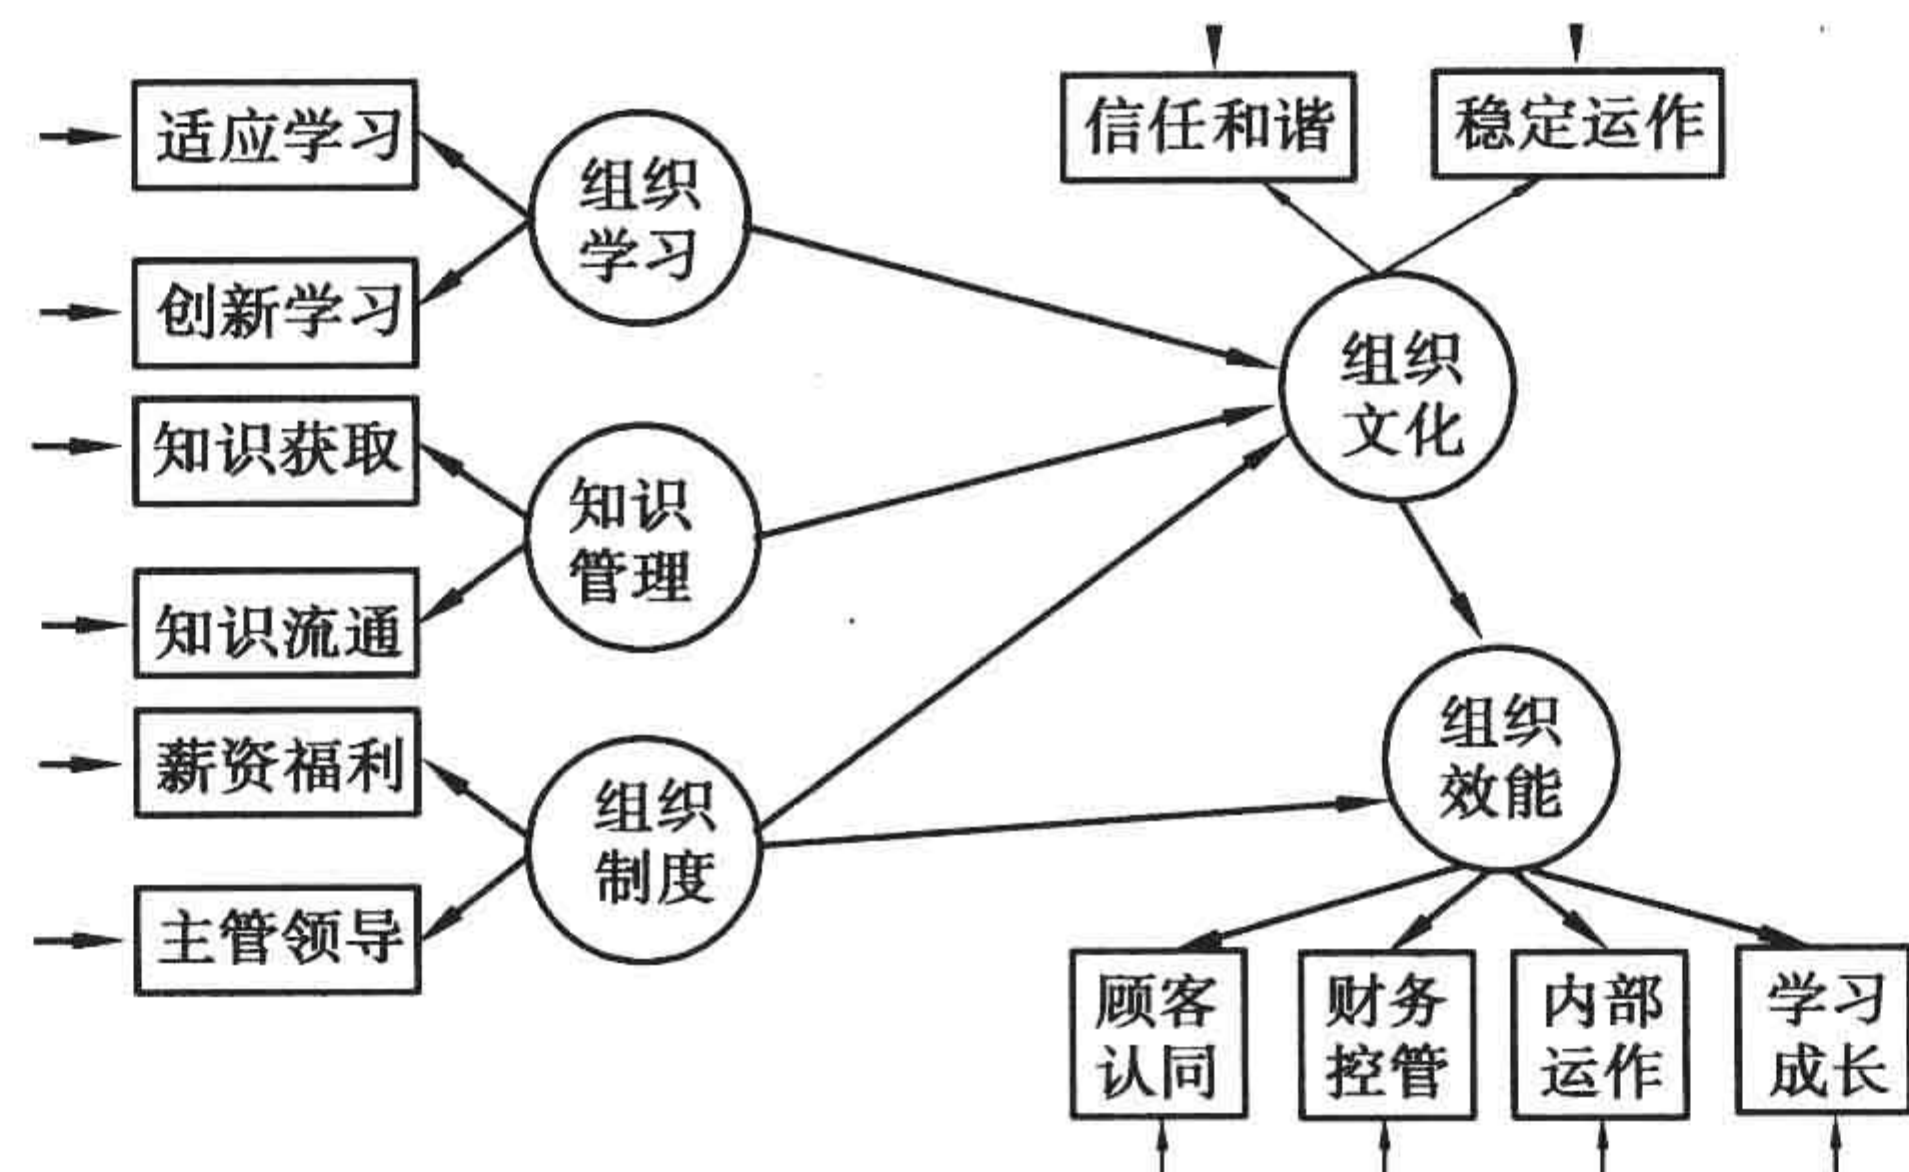 适应学习
创新学习
知识获取
知识流通
薪资福利
主管领导
组织
学习
知识
管理
组织
制度
信任和谐
稳定运作
组织
文化
组织
效能
顾客
认同
财务
控管
内部
运作
学习
成长